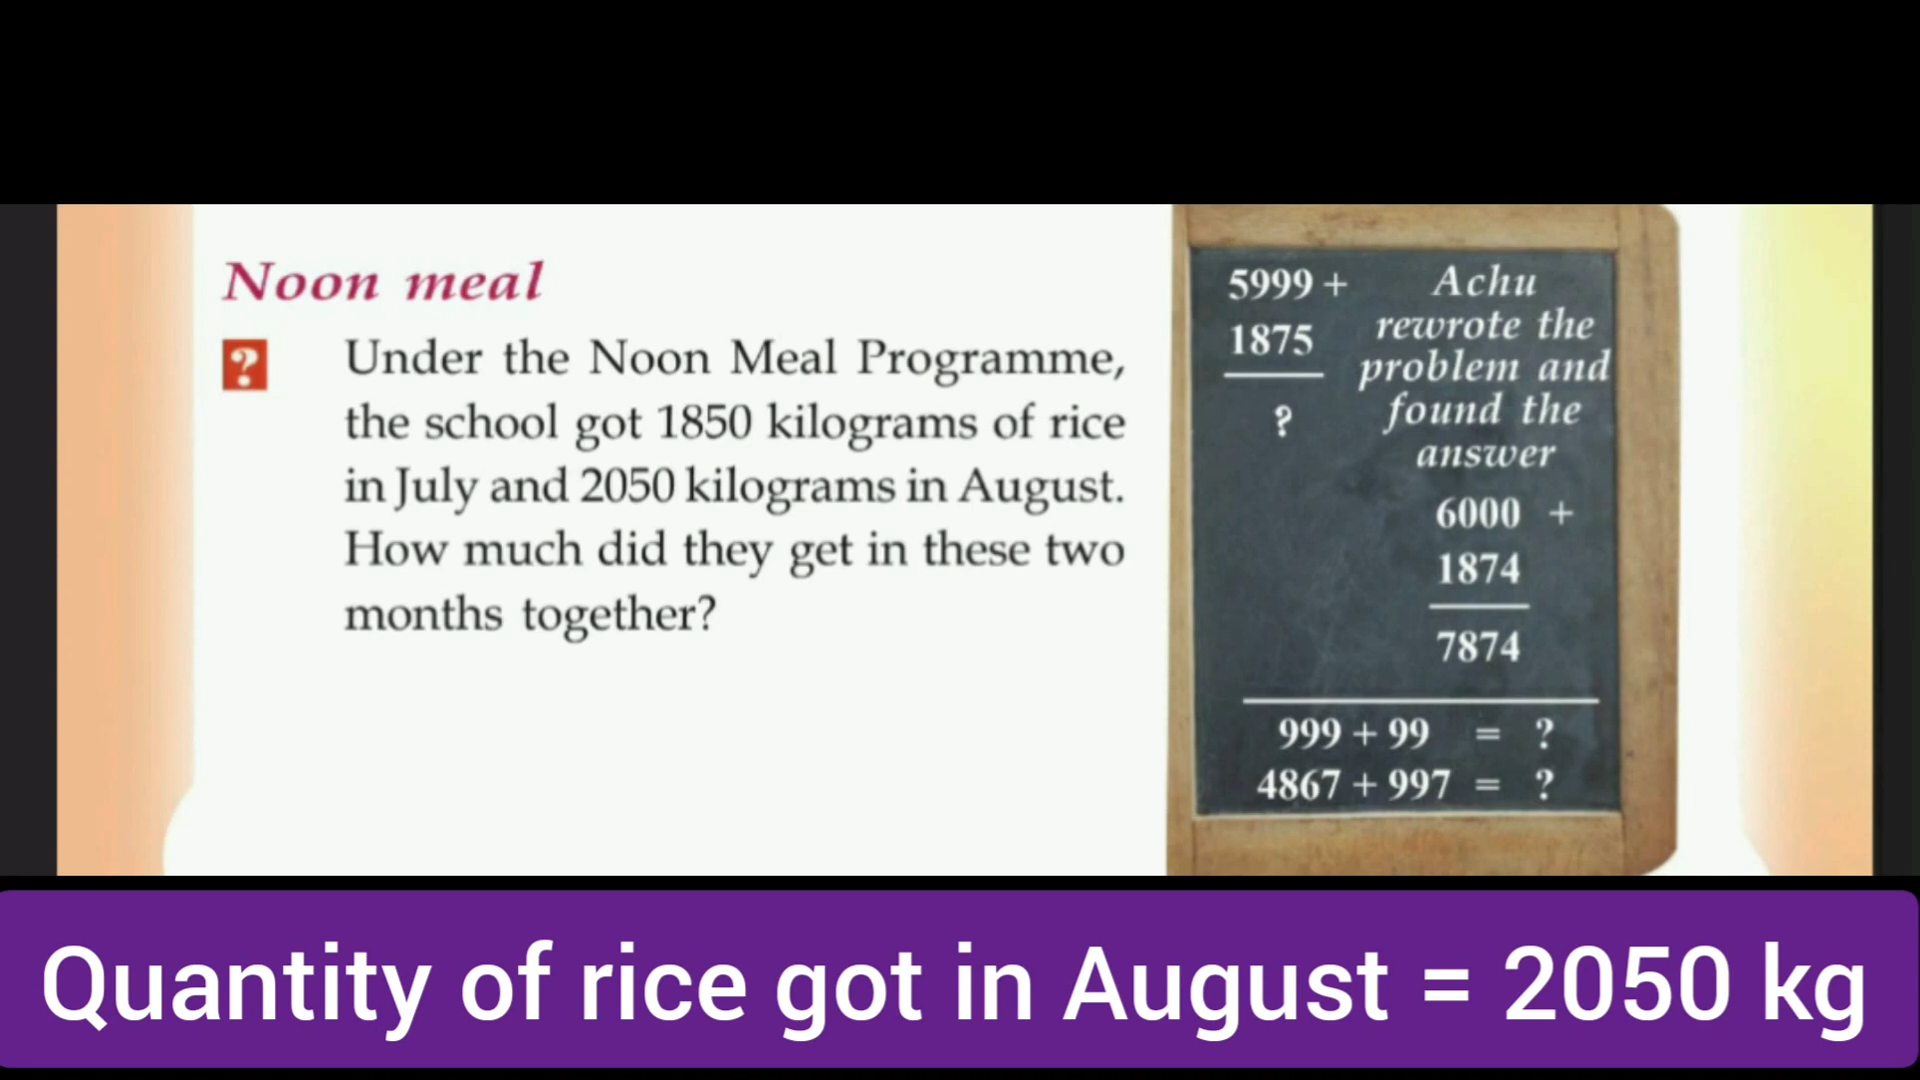 Noon meal
?
Under the Noon Meal Programme,
the school got 1850 kilograms of rice
in July and 2050 kilograms in August.
How much did they get in these two
months together?
5999 +
1875
?
Achu
rewrote the
problem and
found the
answer
6000 +
1874
7874
999 + 99 = ?
4867 + 997 = ?
Quantity of rice got in August = 2050 kg